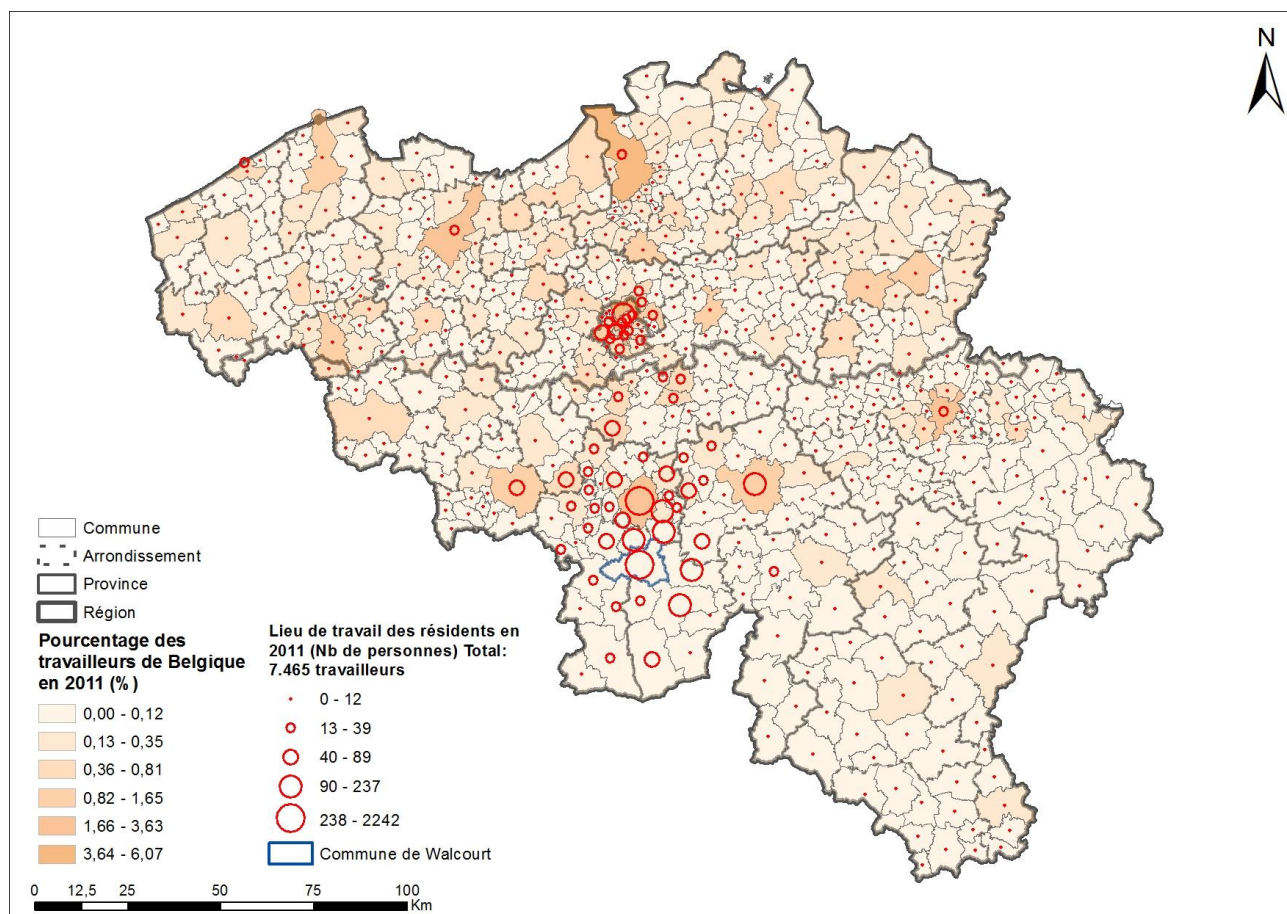 N
Commune
Arrondissement
Province
Région
Pourcentage des
travailleurs de Belgique
en 2011 (%)
0,00 - 0,12
0,13 - 0,35
0,36 - 0,81
0,82 - 1,65
1,66 - 3,63
3,64 - 6,07
Lieu de travail des résidents en
2011 (Nb de personnes) Total:
7.465 travailleurs
0 - 12
13 - 39
40 - 89
90 - 237
238 - 2242
Commune de Walcourt
0 12,5 25 50 75 100
Km